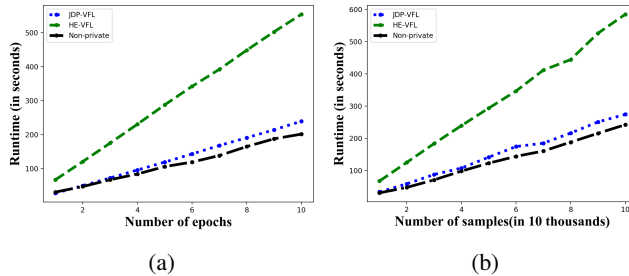 JDP-VFL
HE-VFL
Non-private
Runtime (in seconds)
500
400
300
200
100
2
4
6
8
10
Number of epochs
(a)
JDP-VFL
HE-VFL
Non-private
Runtime (in seconds)
600
500
400
300
200
100
2
4
6
8
10
Number of samples(in 10 thousands)
(b)